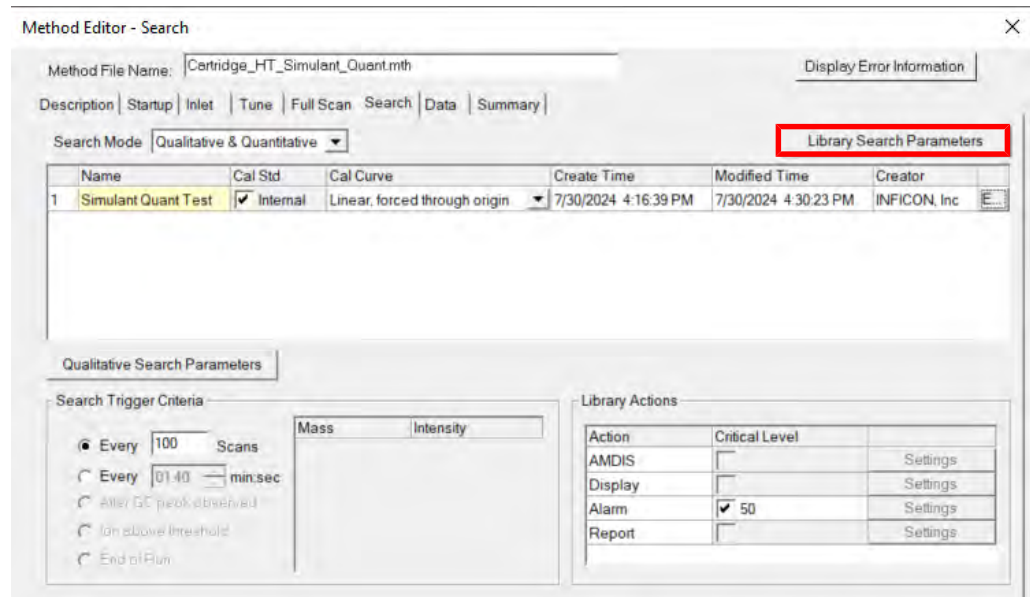 Method Editor - Search
Method File Name: Cartridge_HT_Simulant_Quant.mth
Display Error Information
Description Startup Inlet Tune Full Scan Search Data Summary
Search Mode Qualitative & Quantitative
Library Search Parameters
Name Cal Std Cal Curve Create Time Modified Time Creator
1 Simulant Quant Test Internal Linear, forced through origin 7/30/2024 4:16:39 PM 7/30/2024 4:30:23 PM INFICON, Inc E...
Qualitative Search Parameters
Search Trigger Criteria
Every 100 Scans
Every 01:40 min:sec
After GC peak observed
Ion above threshold
End of Run
Mass Intensity
Library Actions
Action Critical Level
AMDIS Settings
Display Settings
Alarm 50 Settings
Report Settings